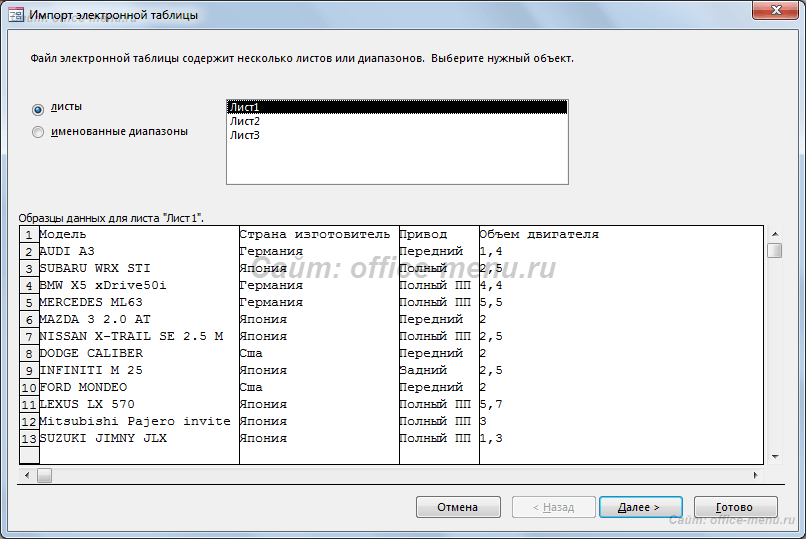 Импорт электронной таблицы
Сайт: office-menu.ru
Файл электронной таблицы содержит несколько листов или диапазонов. Выберите нужный объект.
листы
именованные диапазоны
Лист1
Лист2
Лист3
Образцы данных для листа "Лист1".
1 Модель Страна изготовитель Привод Объем двигателя
2 AUDI A3 Германия Передний 1,4
3 SUBARU WRX STI Япония Полный 2,5
4 BMW X5 xDrive50i Германия Полный ПП 4,4
5 MERCEDES ML63 Германия Полный ПП 5,5
6 MAZDA 3 2.0 AT Япония Передний 2
7 NISSAN X-TRAIL SE 2.5 M Япония Полный ПП 2,5
8 DODGE CALIBER Сша Передний 2
9 INFINITI M 25 Япония Задний 2,5
10 FORD MONDEO Сша Передний 2
11 LEXUS LX 570 Япония Полный ПП 5,7
12 Mitsubishi Pajero invite Япония Полный ПП 3
13 SUZUKI JIMNY JLX Япония Полный ПП 1,3
Сайт: office-menu.ru
Отмена < Назад Далее > Готово
Сайт: office-menu.ru